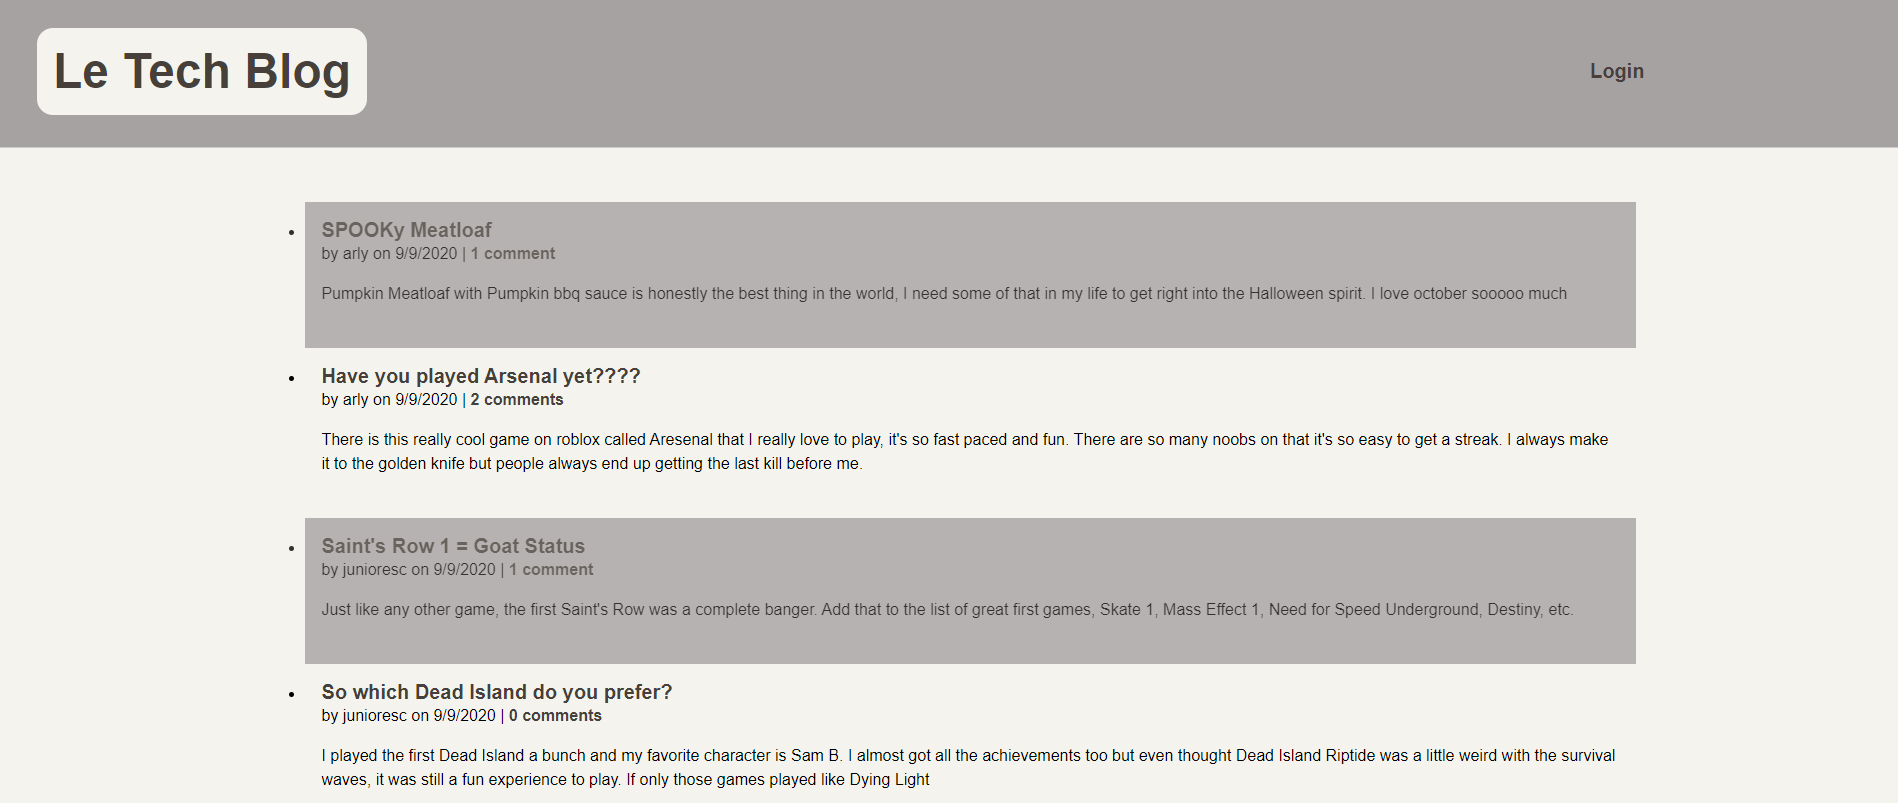 Le Tech Blog
Login
SPOOKy Meatloaf
by arly on 9/9/2020 | 1 comment
Pumpkin Meatloaf with Pumpkin bbq sauce is honestly the best thing in the world, I need some of that in my life to get right into the Halloween spirit. I love october sooooo much
Have you played Arsenal yet????
by arly on 9/9/2020 | 2 comments
There is this really cool game on roblox called Aresenal that I really love to play, it's so fast paced and fun. There are so many noobs on that it's so easy to get a streak. I always make
it to the golden knife but people always end up getting the last kill before me.
Saint's Row 1 = Goat Status
by junioresc on 9/9/2020 | 1 comment
Just like any other game, the first Saint's Row was a complete banger. Add that to the list of great first games, Skate 1, Mass Effect 1, Need for Speed Underground, Destiny, etc.
So which Dead Island do you prefer?
by junioresc on 9/9/2020 | 0 comments
I played the first Dead Island a bunch and my favorite character is Sam B. I almost got all the achievements too but even thought Dead Island Riptide was a little weird with the survival
waves, it was still a fun experience to play. If only those games played like Dying Light